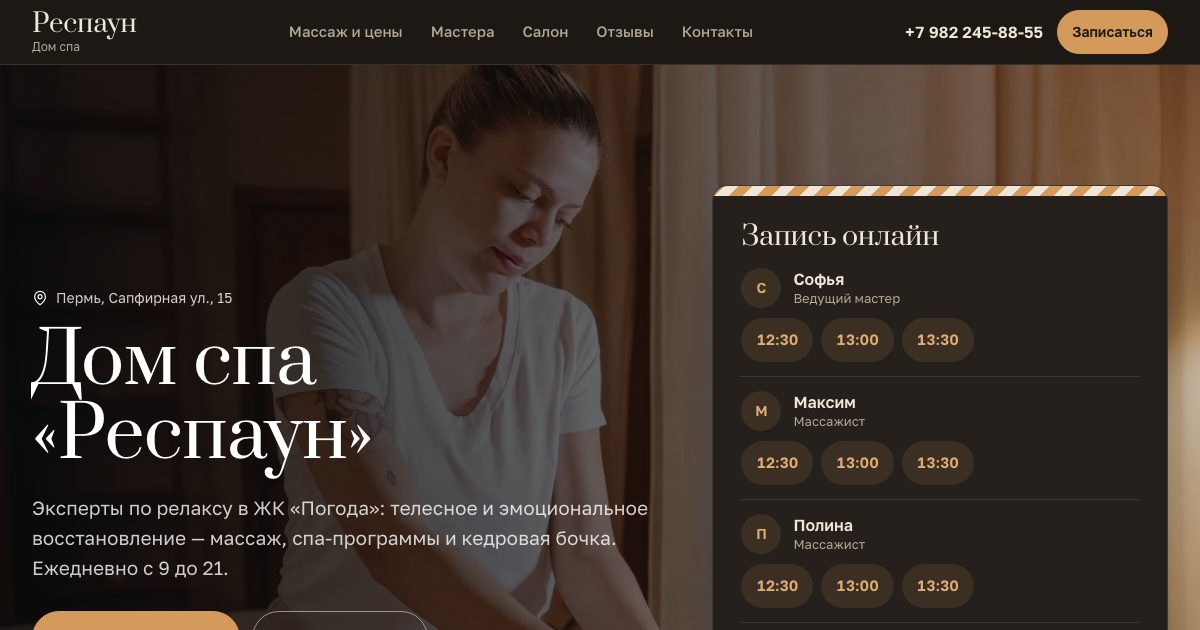 Респаун
Дом спа
Массаж и цены
Мастера
Салон
Отзывы
Контакты
+7 982 245-88-55
Записаться
Пермь, Сапфирная ул., 15
Дом спа
«Респаун»
Эксперты по релаксу в ЖК «Погода»: телесное и эмоциональное
восстановление — массаж, спа-программы и кедровая бочка.
Ежедневно с 9 до 21.
Запись онлайн
С
Софья
Ведущий мастер
12:30
13:00
13:30
М
Максим
Массажист
12:30
13:00
13:30
П
Полина
Массажист
12:30
13:00
13:30